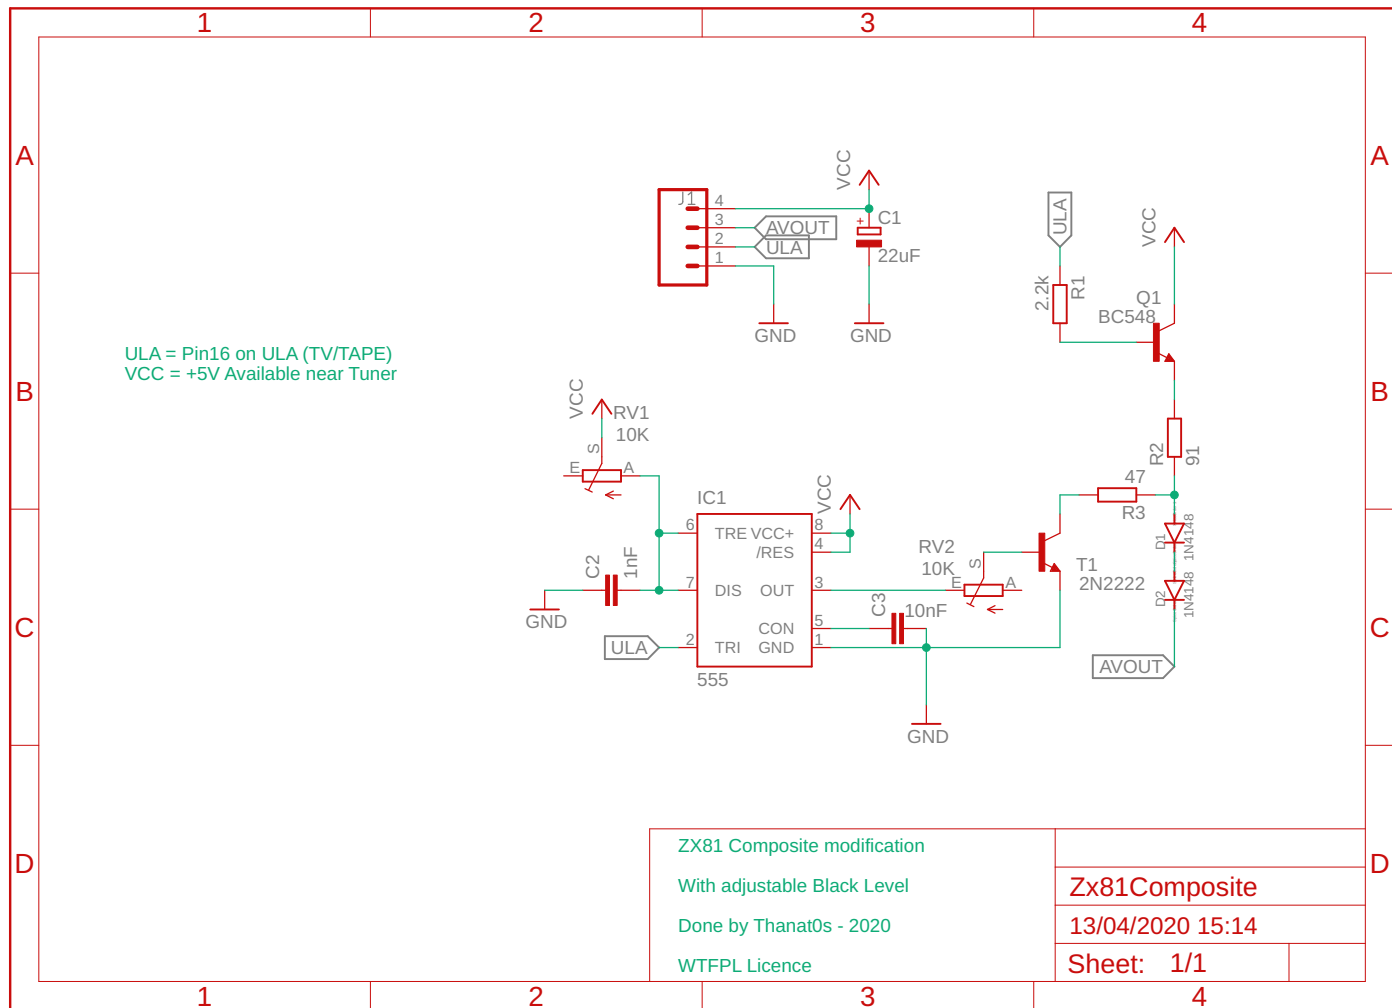 1 2 3 4
A A
VCC
J1
4
3 AVOUT
2 ULA
1
+ C1
22uF
GND GND
ULA
VCC
2.2k R1
Q1
BC548
B B
ULA = Pin16 on ULA (TV/TAPE)
VCC = +5V Available near Tuner
VCC
RV1
10K
E S A
R2 91
47
R3
IC1
VCC
6 TRE VCC+ 8
/RES 4
7 DIS OUT 3
CON 5
2 TRI GND 1
555
C2 1nF
GND
ULA
RV2
10K
E S A
C3 10nF
T1
2N2222
D1 1N4148
D2 1N4148
AVOUT
C C
GND
D D
ZX81 Composite modification
With adjustable Black Level
Done by Thanat0s - 2020
WTFPL Licence
Zx81Composite
13/04/2020 15:14
Sheet: 1/1
1 2 3 4